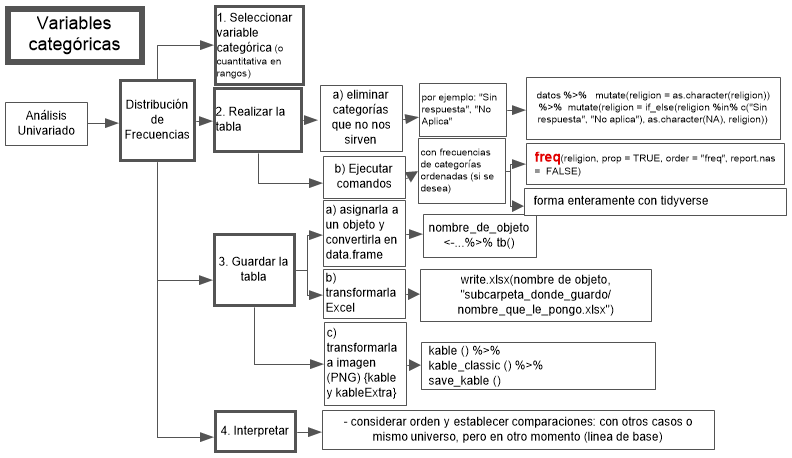 Variables
categóricas
Análisis
Univariado
Distribución
de
Frecuencias
1. Seleccionar
variable
categórica (o
cuantitativa en
rangos)
2. Realizar la
tabla
a) eliminar
categorías
que no nos
sirven
por ejemplo: "Sin
respuesta", "No
Aplica"
datos %>% mutate(religion = as.character(religion))
%>% mutate(religion = if_else(religion %in% c("Sin
respuesta", "No aplica"), as.character(NA), religion))
b) Ejecutar
comandos
con frecuencias
de categorías
ordenadas (si se
desea)
freq(religion, prop = TRUE, order = "freq", report.nas
= FALSE)
forma enteramente con tidyverse
3. Guardar la
tabla
a) asignarla a
un objeto y
convertirla en
data.frame
nombre_de_objeto
<-...%>% tb()
b)
transformarla
Excel
write.xlsx(nombre de objeto,
"subcarpeta_donde_guardo/
nombre_que_le_pongo.xlsx")
c)
transformarla
a imagen
(PNG) {kable
y kableExtra}
kable () %>%
kable_classic () %>%
save_kable ()
4. Interpretar
- considerar orden y establecer comparaciones: con otros casos o
mismo universo, pero en otro momento (linea de base)